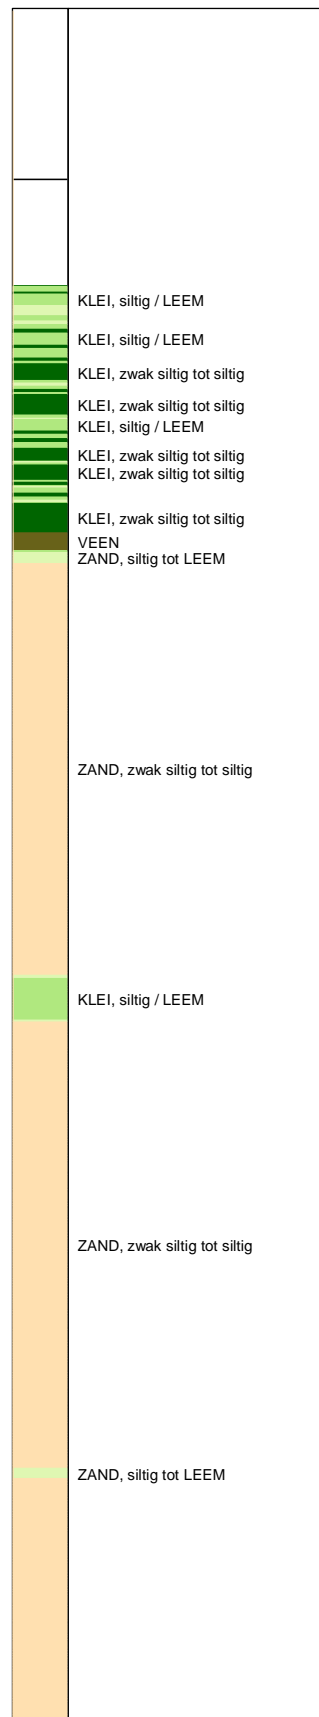 KLEI, siltig / LEEM
KLEI, siltig / LEEM
KLEI, zwak siltig tot siltig
KLEI, zwak siltig tot siltig
KLEI, siltig / LEEM
KLEI, zwak siltig tot siltig
KLEI, zwak siltig tot siltig
KLEI, zwak siltig tot siltig
VEEN
ZAND, siltig tot LEEM
ZAND, zwak siltig tot siltig
KLEI, siltig / LEEM
ZAND, zwak siltig tot siltig
ZAND, siltig tot LEEM